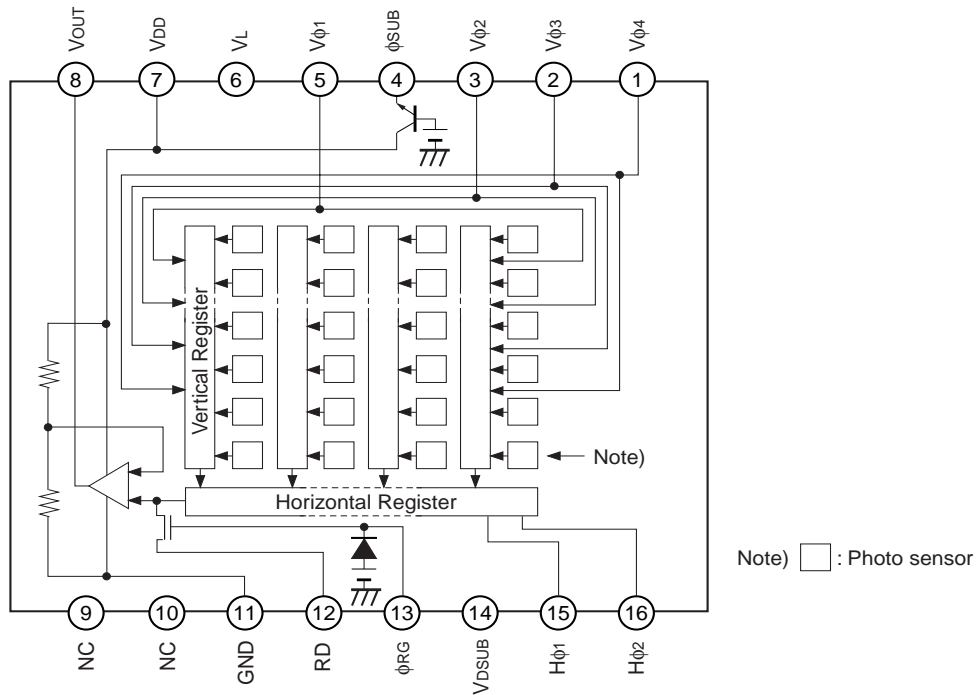 VOUT
VDD
VL
Vϕ1
ϕSUB
Vϕ2
Vϕ3
Vϕ4
8
7
6
5
4
3
2
1
Vertical Register
Note)
Horizontal Register
Note) : Photo sensor
9
10
11
12
13
14
15
16
NC
NC
GND
RD
ϕRG
VDSUB
Hϕ1
Hϕ2